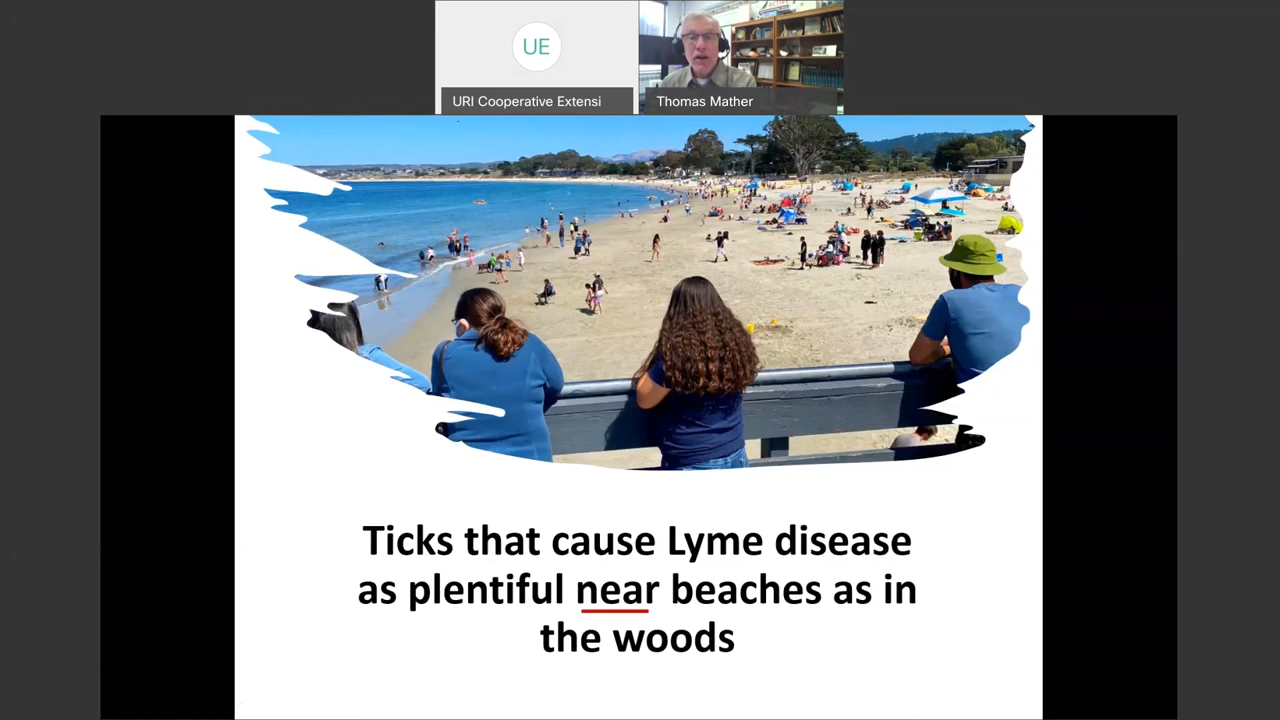 UE
URI Cooperative Extensi
Thomas Mather
Ticks that cause Lyme disease
as plentiful near beaches as in
the woods